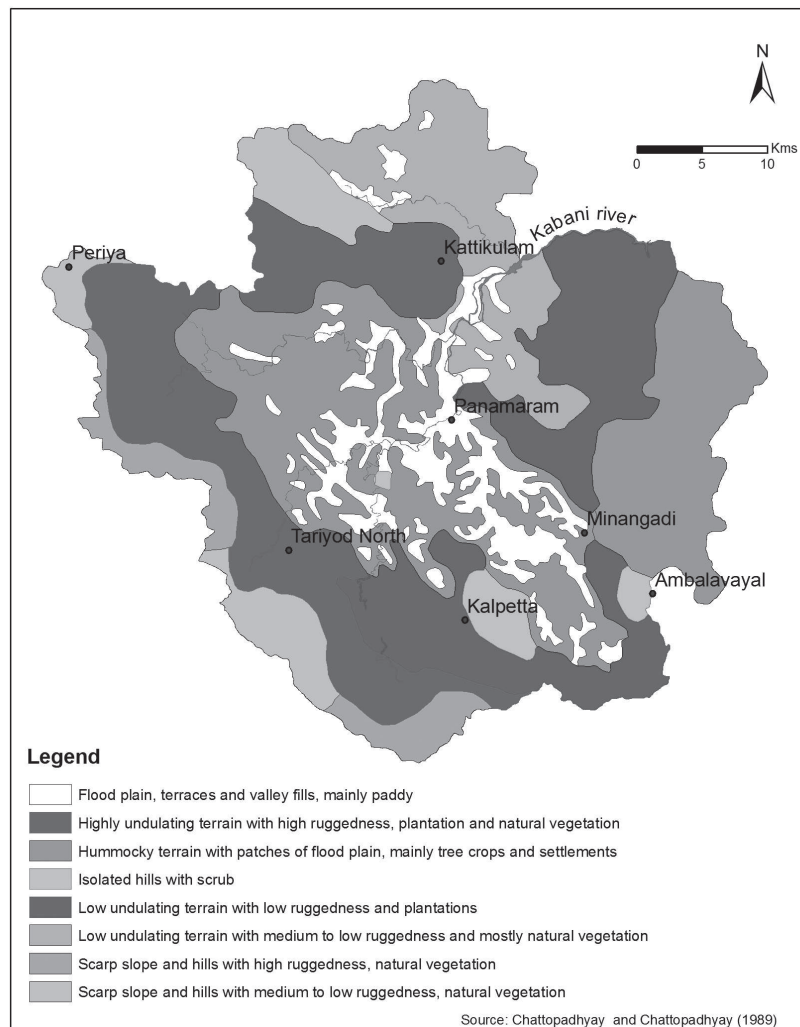 N
Kms
0 5 10
Kabani river
Kattikulam
Periya
Panamaram
Minangadi
Tariyod North
Ambalavayal
Kalpetta
Legend
Flood plain, terraces and valley fills, mainly paddy
Highly undulating terrain with high ruggedness, plantation and natural vegetation
Hummocky terrain with patches of flood plain, mainly tree crops and settlements
Isolated hills with scrub
Low undulating terrain with low ruggedness and plantations
Low undulating terrain with medium to low ruggedness and mostly natural vegetation
Scarp slope and hills with high ruggedness, natural vegetation
Scarp slope and hills with medium to low ruggedness, natural vegetation
Source: Chattopadhyay and Chattopadhyay (1989)